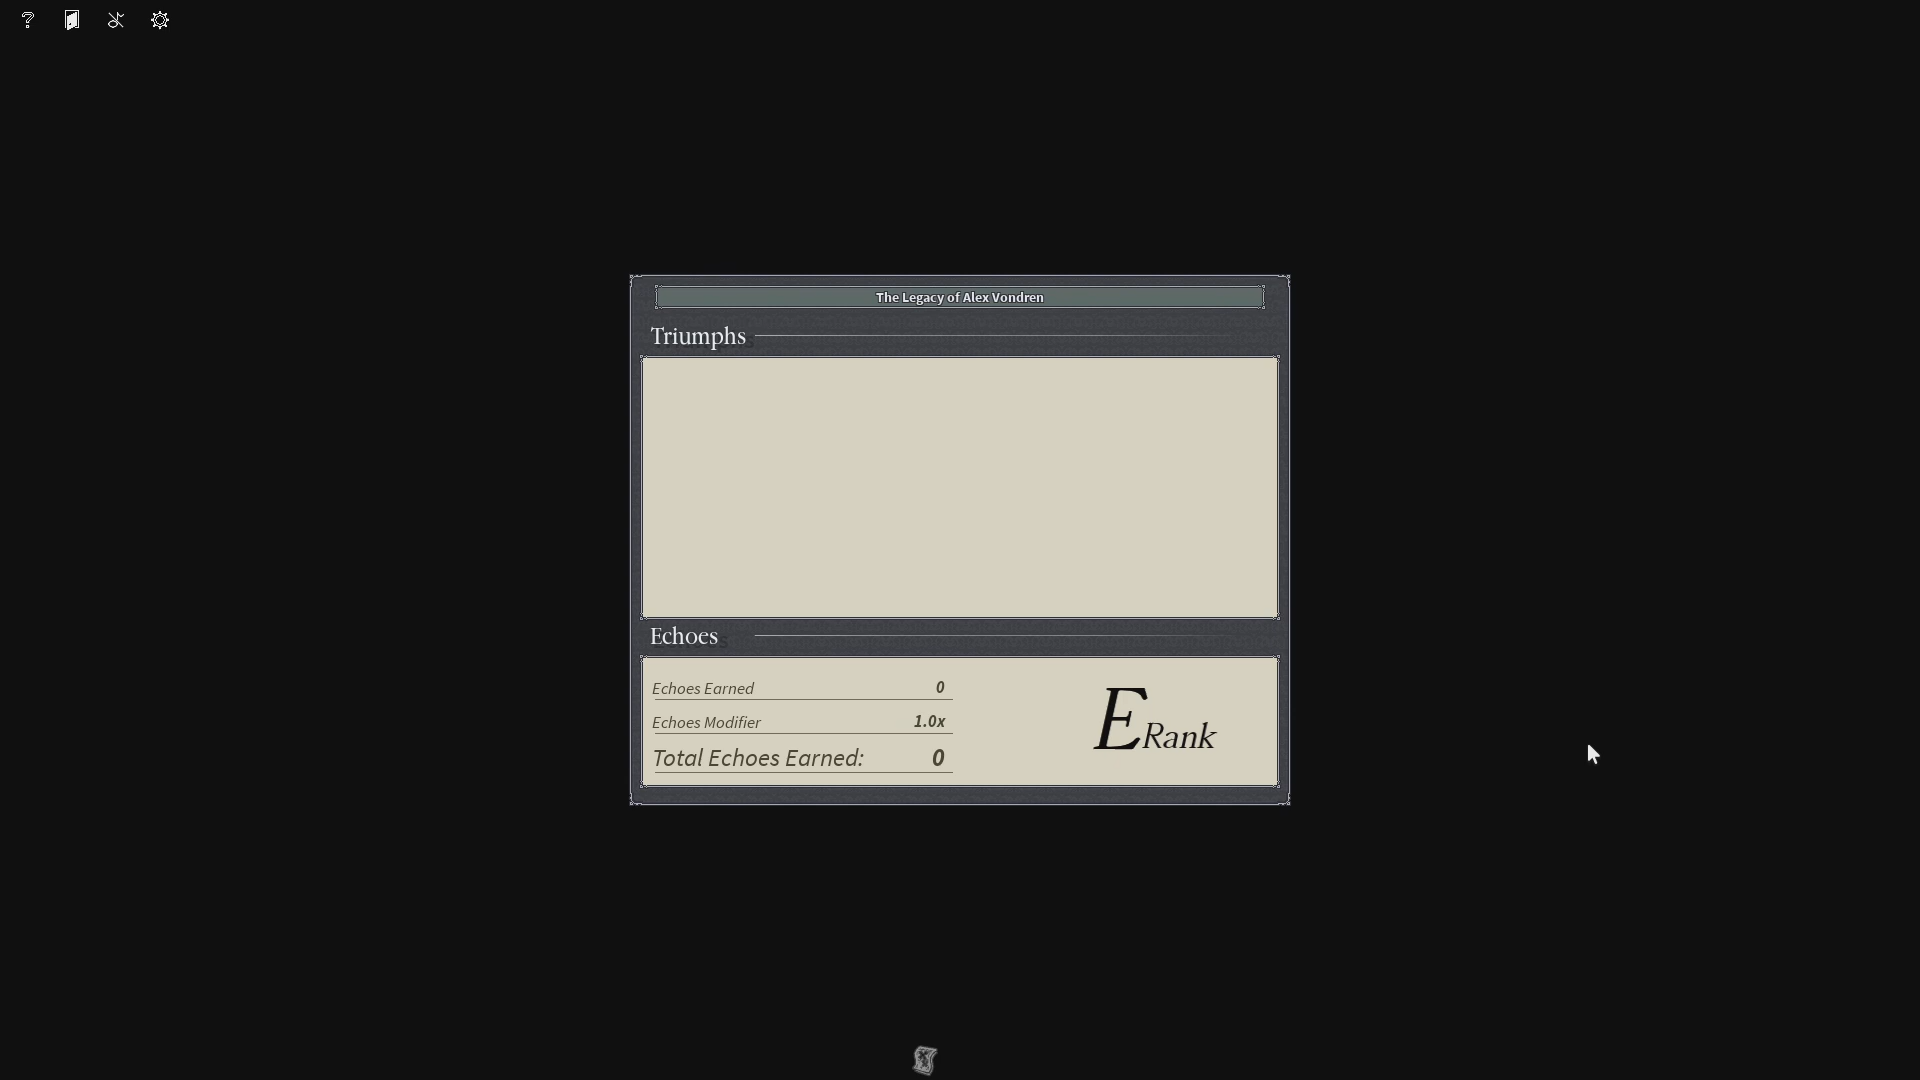 The Legacy of Alex Vondren
Triumphs
Echoes
Echoes Earned 0
Echoes Modifier 1.0x
Total Echoes Earned: 0
E Rank